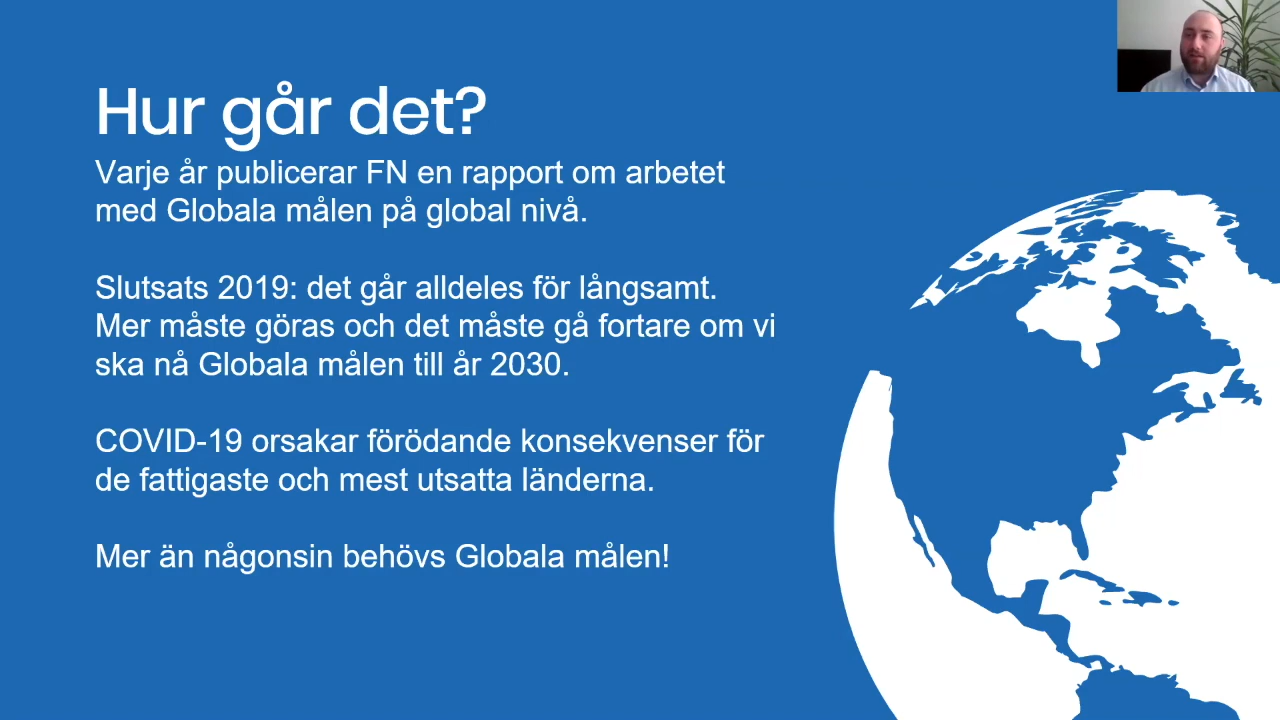 Hur går det?
Varje år publicerar FN en rapport om arbetet
med Globala målen på global nivå.
Slutsats 2019: det går alldeles för långsamt.
Mer måste göras och det måste gå fortare om vi
ska nå Globala målen till år 2030.
COVID-19 orsakar förödande konsekvenser för
de fattigaste och mest utsatta länderna.
Mer än någonsin behövs Globala målen!